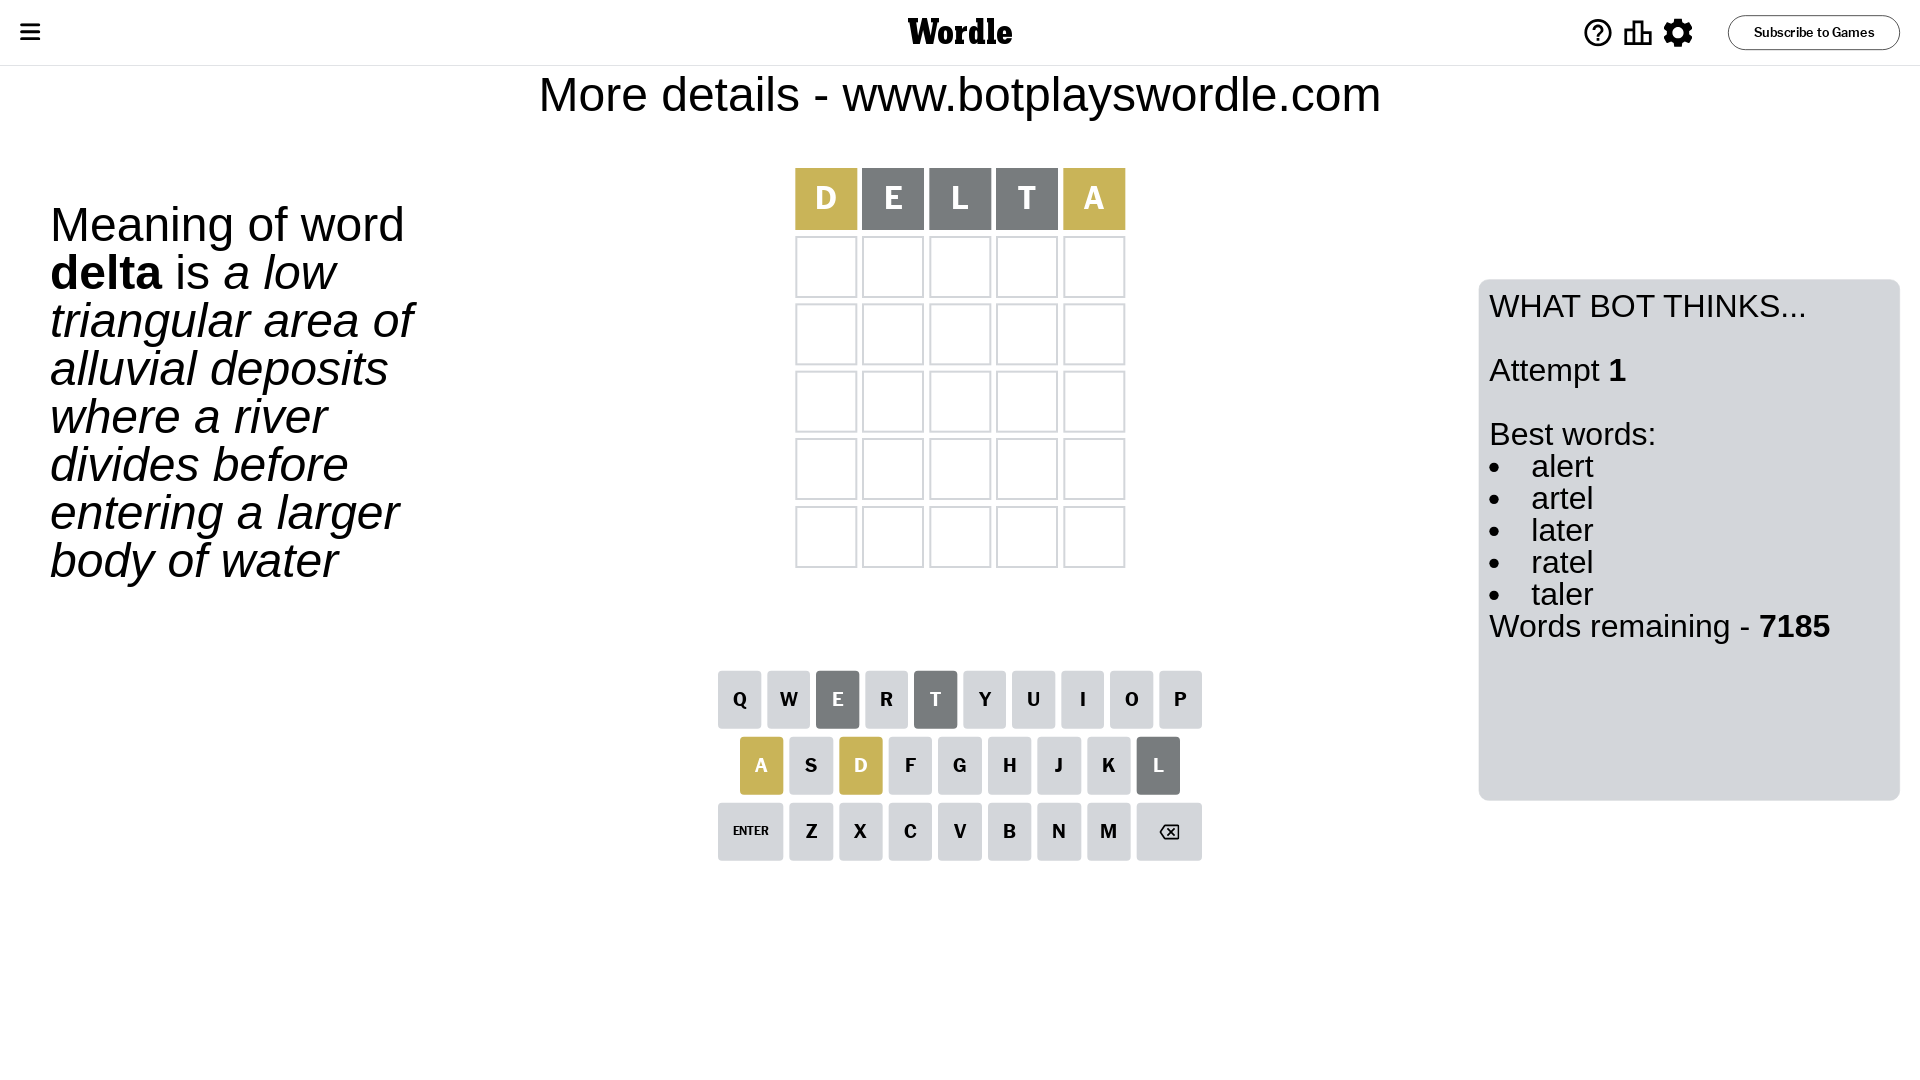 Wordle
Subscribe to Games
More details - www.botplayswordle.com
Meaning of word
delta is a low
triangular area of
alluvial deposits
where a river
divides before
entering a larger
body of water
D E L T A
WHAT BOT THINKS...
Attempt 1
Best words:
• alert
• artel
• later
• ratel
• taler
Words remaining - 7185
Q W E R T Y U I O P
A S D F G H J K L
ENTER Z X C V B N M